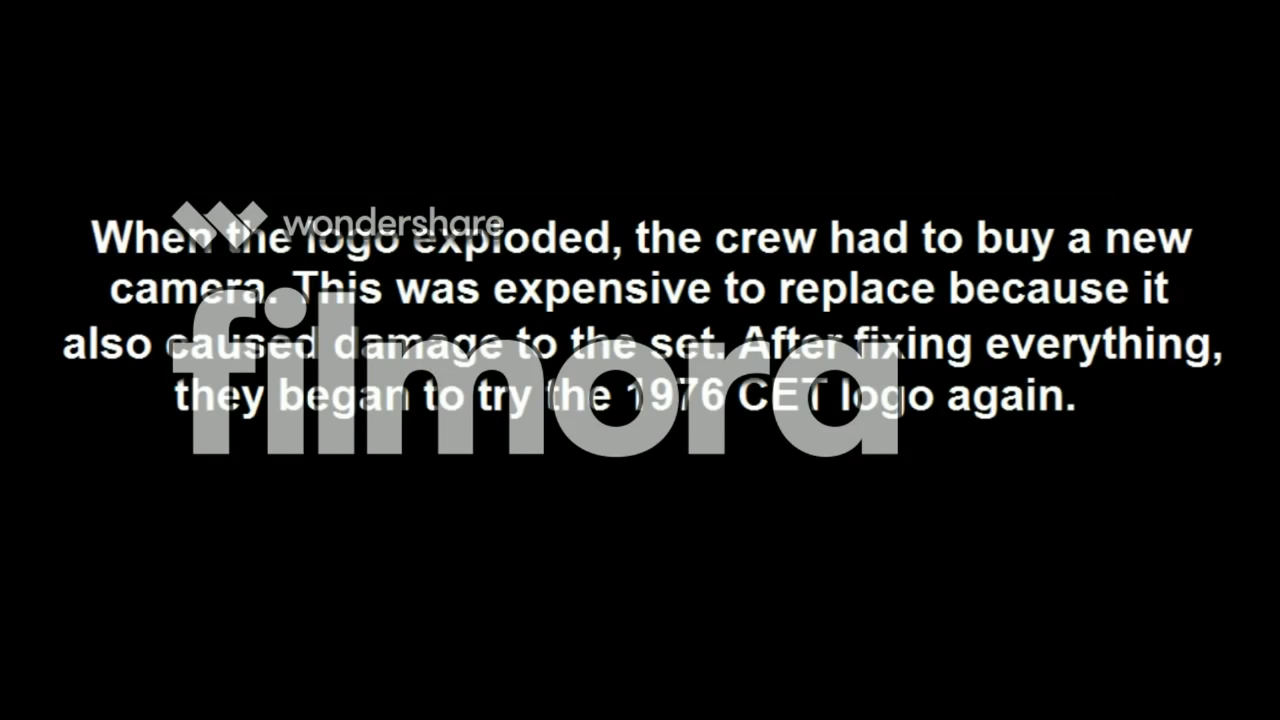 wondershare
filmora
When the logo exploded, the crew had to buy a new
camera. This was expensive to replace because it
also caused damage to the set. After fixing everything,
they began to try the 1976 CET logo again.